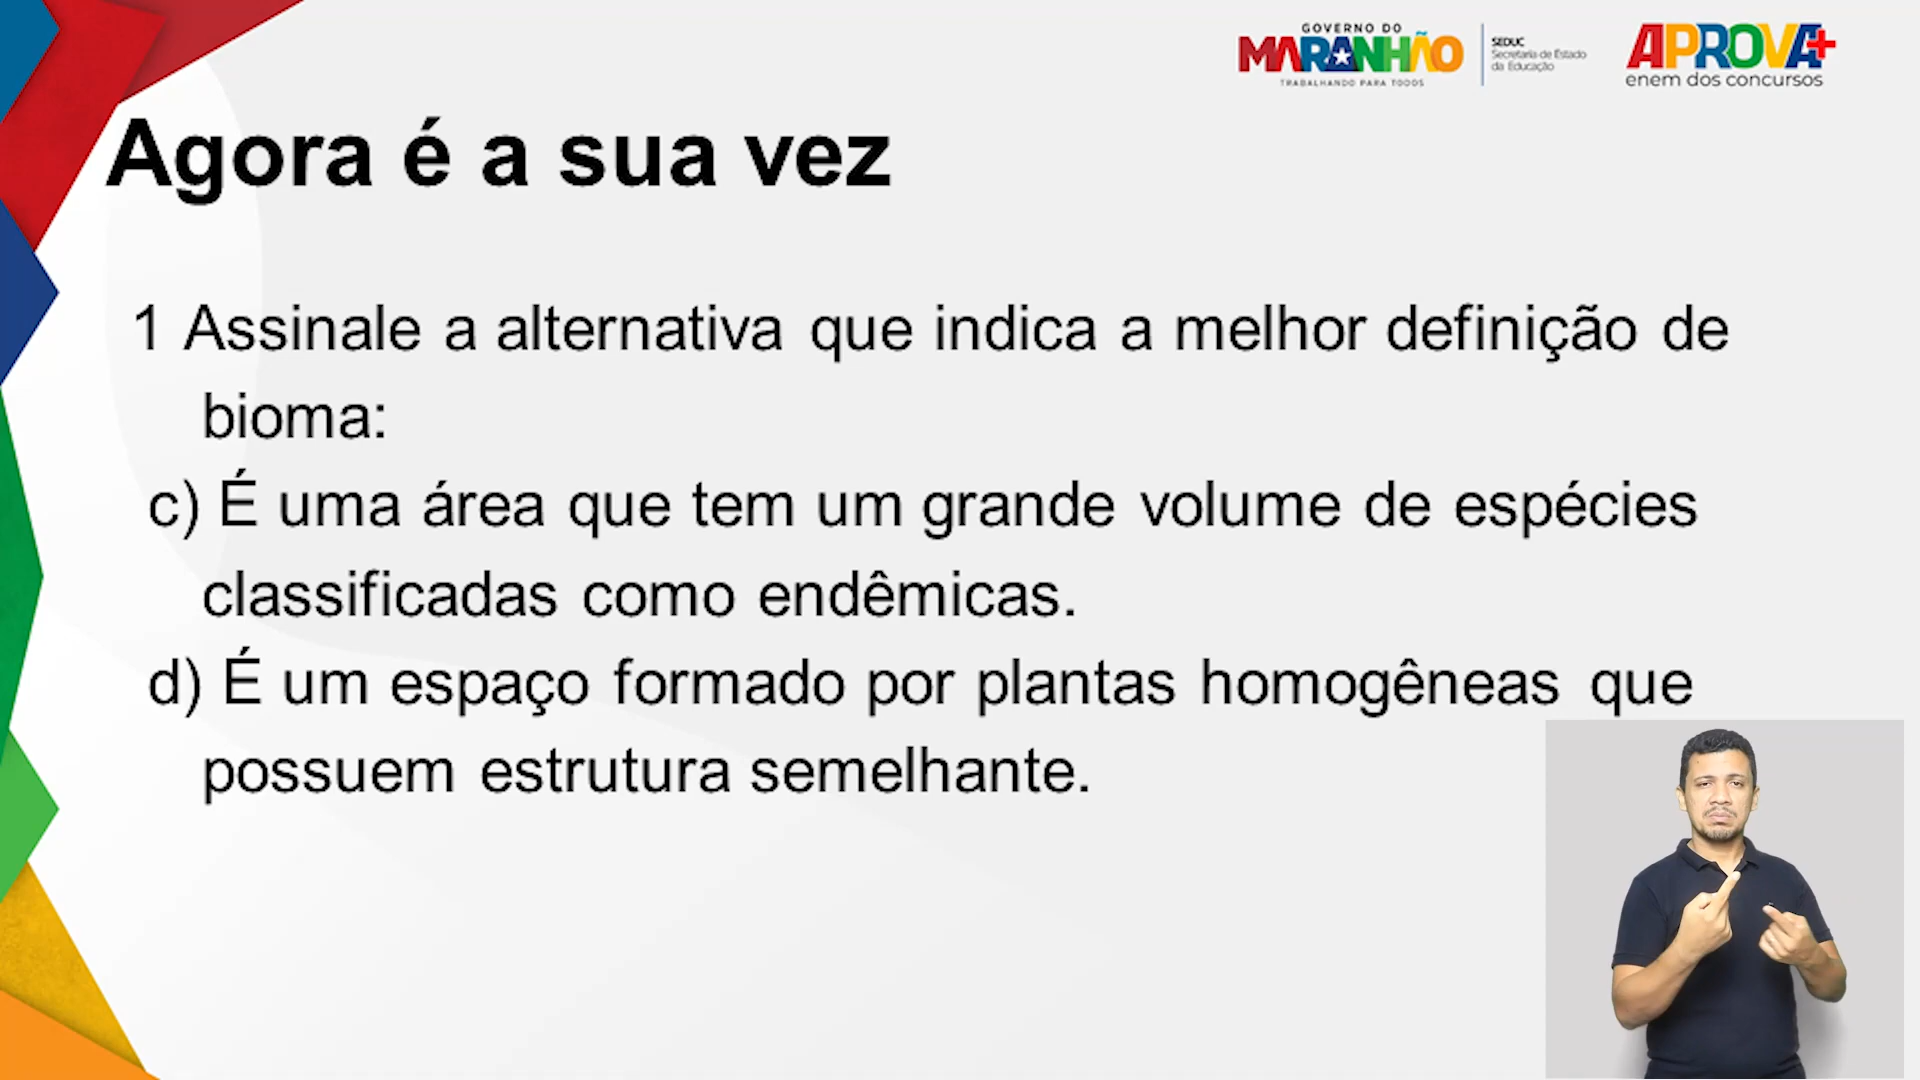 GOVERNO DO
MARANHÃO
TRABALHANDO PARA TODOS
SEDUC
Secretaria de Estado
da Educação
APROVA+
enem dos concursos
Agora é a sua vez
1 Assinale a alternativa que indica a melhor definição de
bioma:
c) É uma área que tem um grande volume de espécies
classificadas como endêmicas.
d) É um espaço formado por plantas homogêneas que
possuem estrutura semelhante.